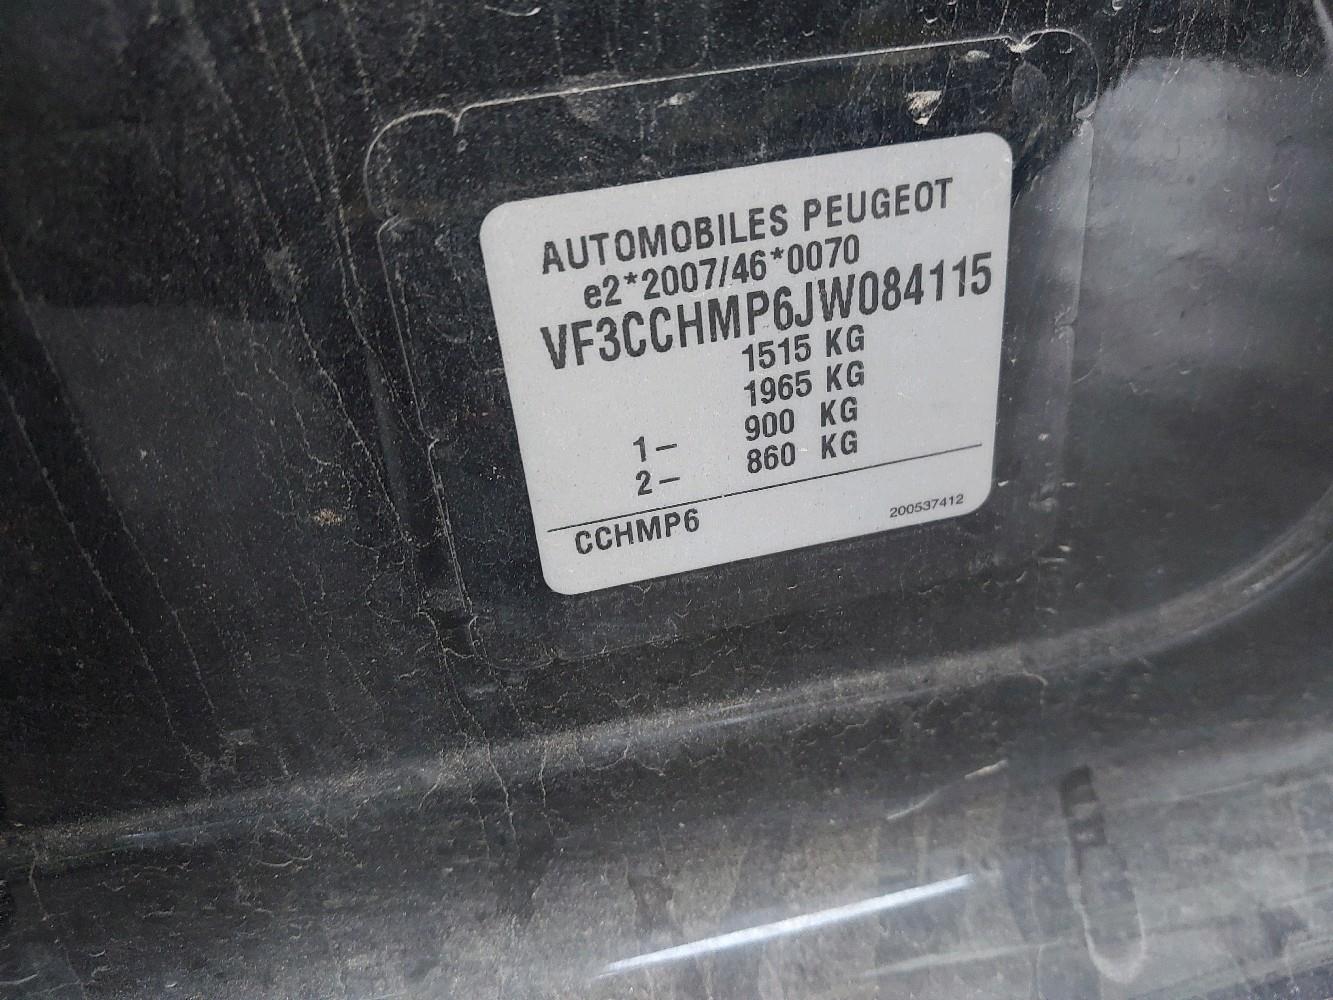 AUTOMOBILES PEUGEOT
e2*2007/46*0070
VF3CCHMP6JW084115
1515 KG
1965 KG
1– 900 KG
2– 860 KG
CCHMP6 200537412